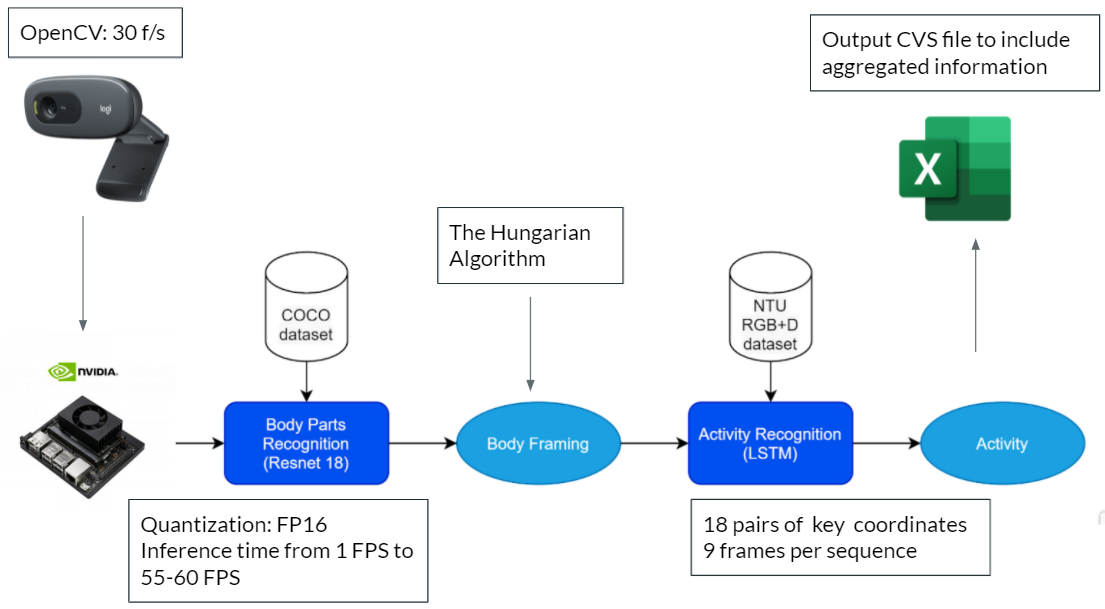 OpenCV: 30 f/s
logi
Output CVS file to include
aggregated information
X
The Hungarian
Algorithm
COCO
dataset
NTU
RGB+D
dataset
NVIDIA.
Body Parts
Recognition
(Resnet 18)
Body Framing
Activity Recognition
(LSTM)
Activity
Quantization: FP16
Inference time from 1 FPS to
55-60 FPS
18 pairs of key coordinates
9 frames per sequence